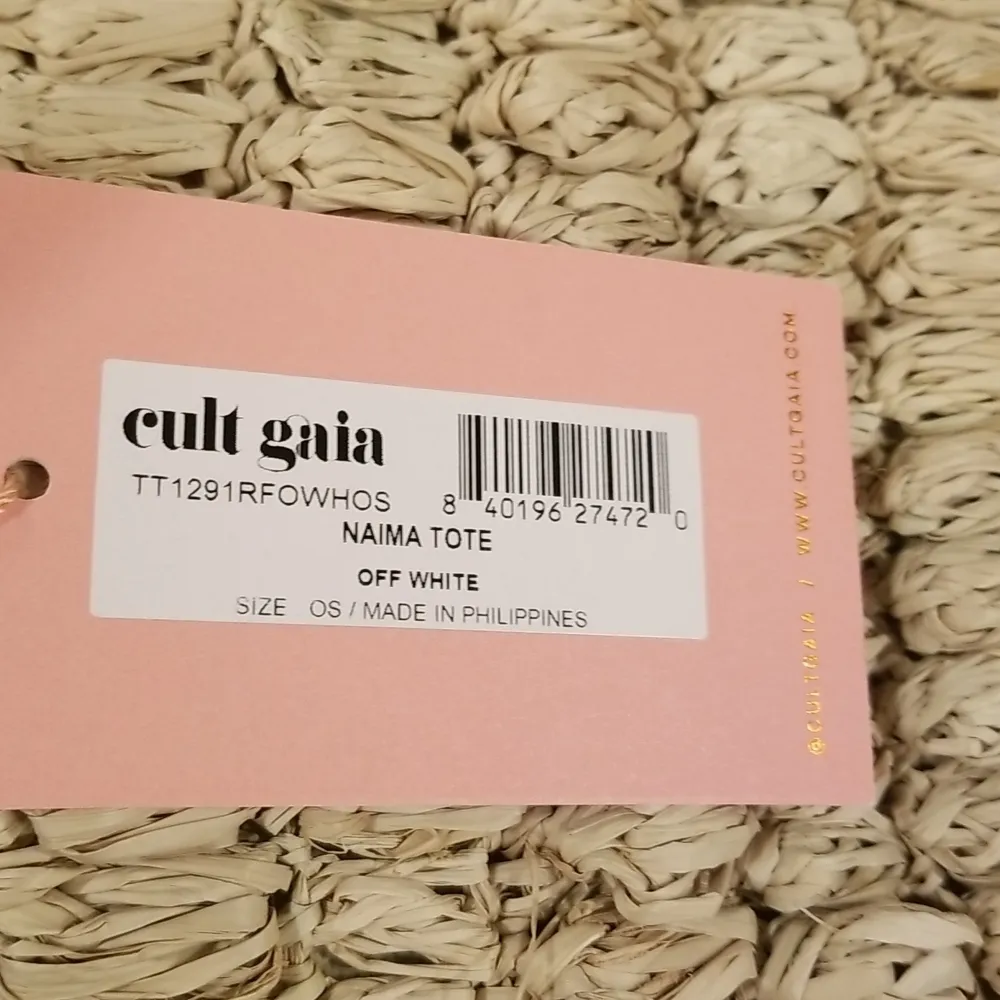 cult gaia
TT1291RFOWHOS
8 40196 27472 0
NAIMA TOTE
OFF WHITE
SIZE OS / MADE IN PHILIPPINES
@CULTGAIA / WWW.CULTGAIA.COM